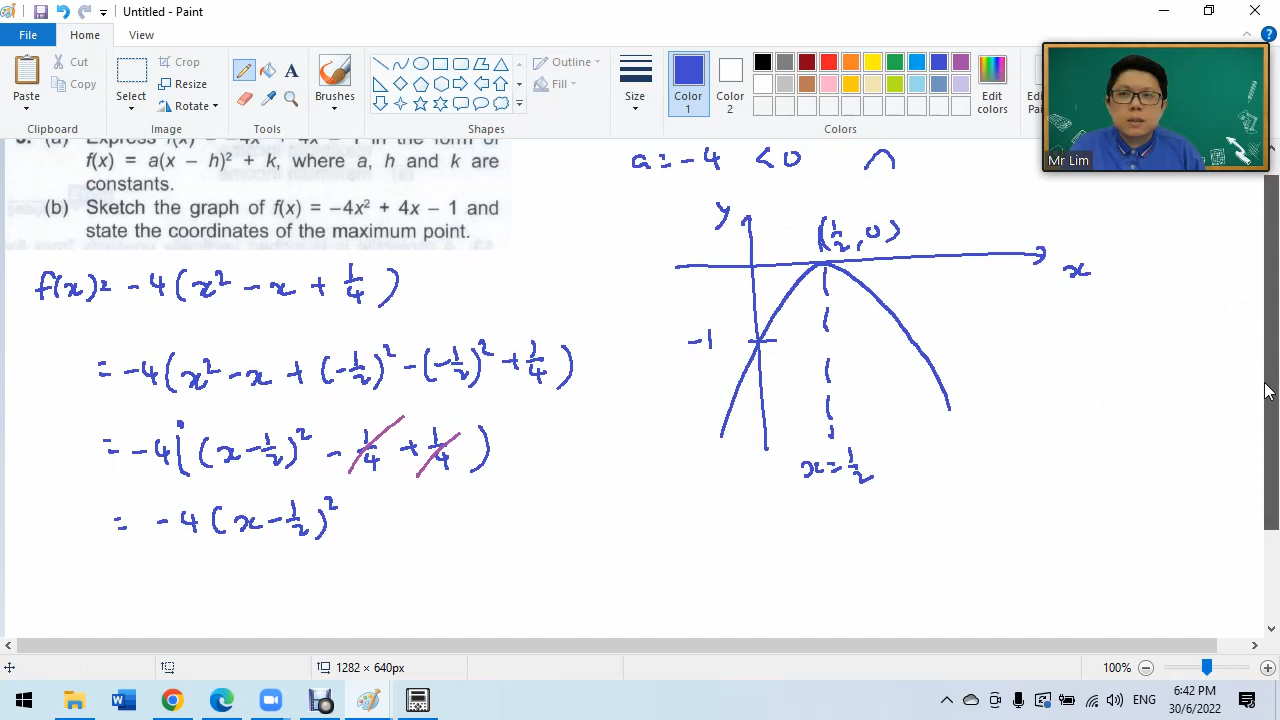 Untitled - Paint
File Home View
Paste
Cut
Copy
Clipboard
Select
Crop
Resize
Rotate
Image
Tools
Brushes
Shapes
Outline
Fill
Size
Color 1
Color 2
Edit colors
Colors
Mr Lim
f(x) = a(x − h)² + k, where a, h and k are
constants.
(b) Sketch the graph of f(x) = −4x² + 4x − 1 and
state the coordinates of the maximum point.
f(x) = -4(x² - x + 1/4)
= -4(x² - x + (-1/2)² - (-1/2)² + 1/4)
= -4((x - 1/2)² - 1/4 + 1/4)
= -4(x - 1/2)²
a = -4 < 0
y
(1/2, 0)
x
-1
x = 1/2
1282 × 640px
100%
ENG
6:42 PM
30/6/2022